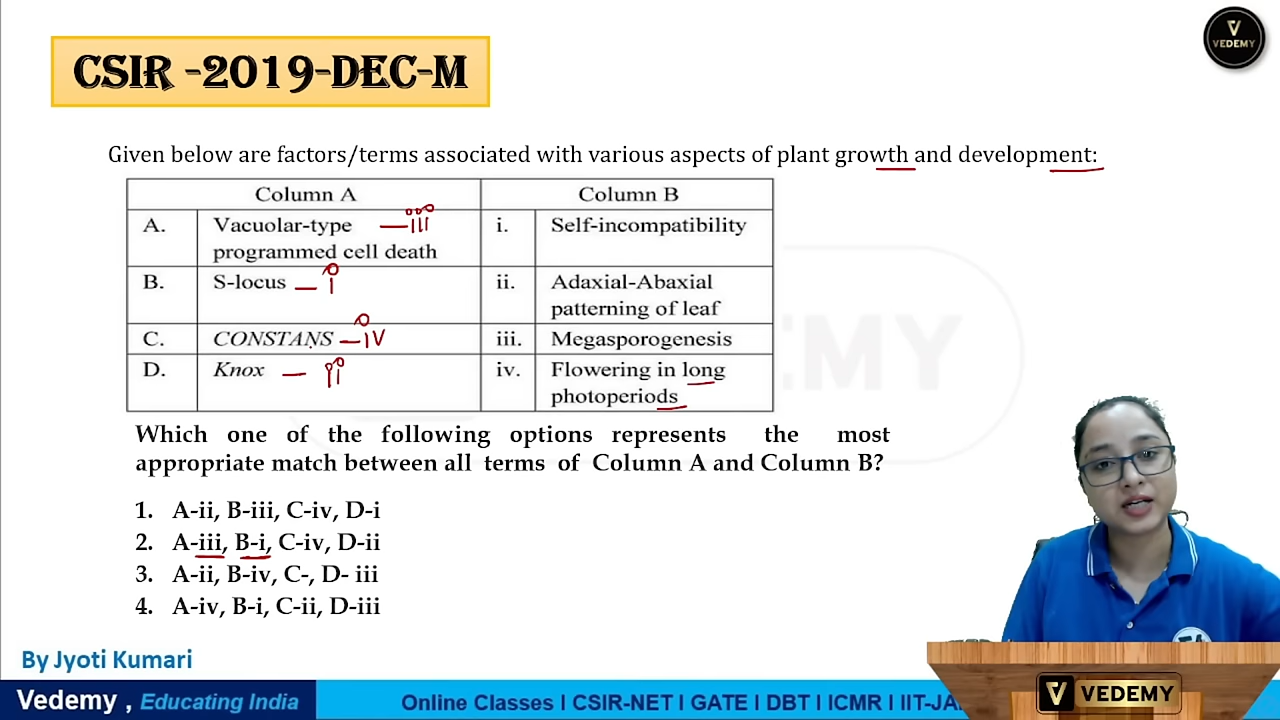 V
VEDEMY
CSIR -2019-DEC-M
Given below are factors/terms associated with various aspects of plant growth and development:
Column A Column B
A. Vacuolar-type — iii i. Self-incompatibility
programmed cell death
B. S-locus — i ii. Adaxial-Abaxial
patterning of leaf
C. CONSTANS — iv iii. Megasporogenesis
D. Knox — ii iv. Flowering in long
photoperiods
EMY
Which one of the following options represents the most
appropriate match between all terms of Column A and Column B?
1. A-ii, B-iii, C-iv, D-i
2. A-iii, B-i, C-iv, D-ii
3. A-ii, B-iv, C-, D- iii
4. A-iv, B-i, C-ii, D-iii
By Jyoti Kumari
V VEDEMY
Vedemy , Educating India Online Classes I CSIR-NET I GATE I DBT I ICMR I IIT-JA